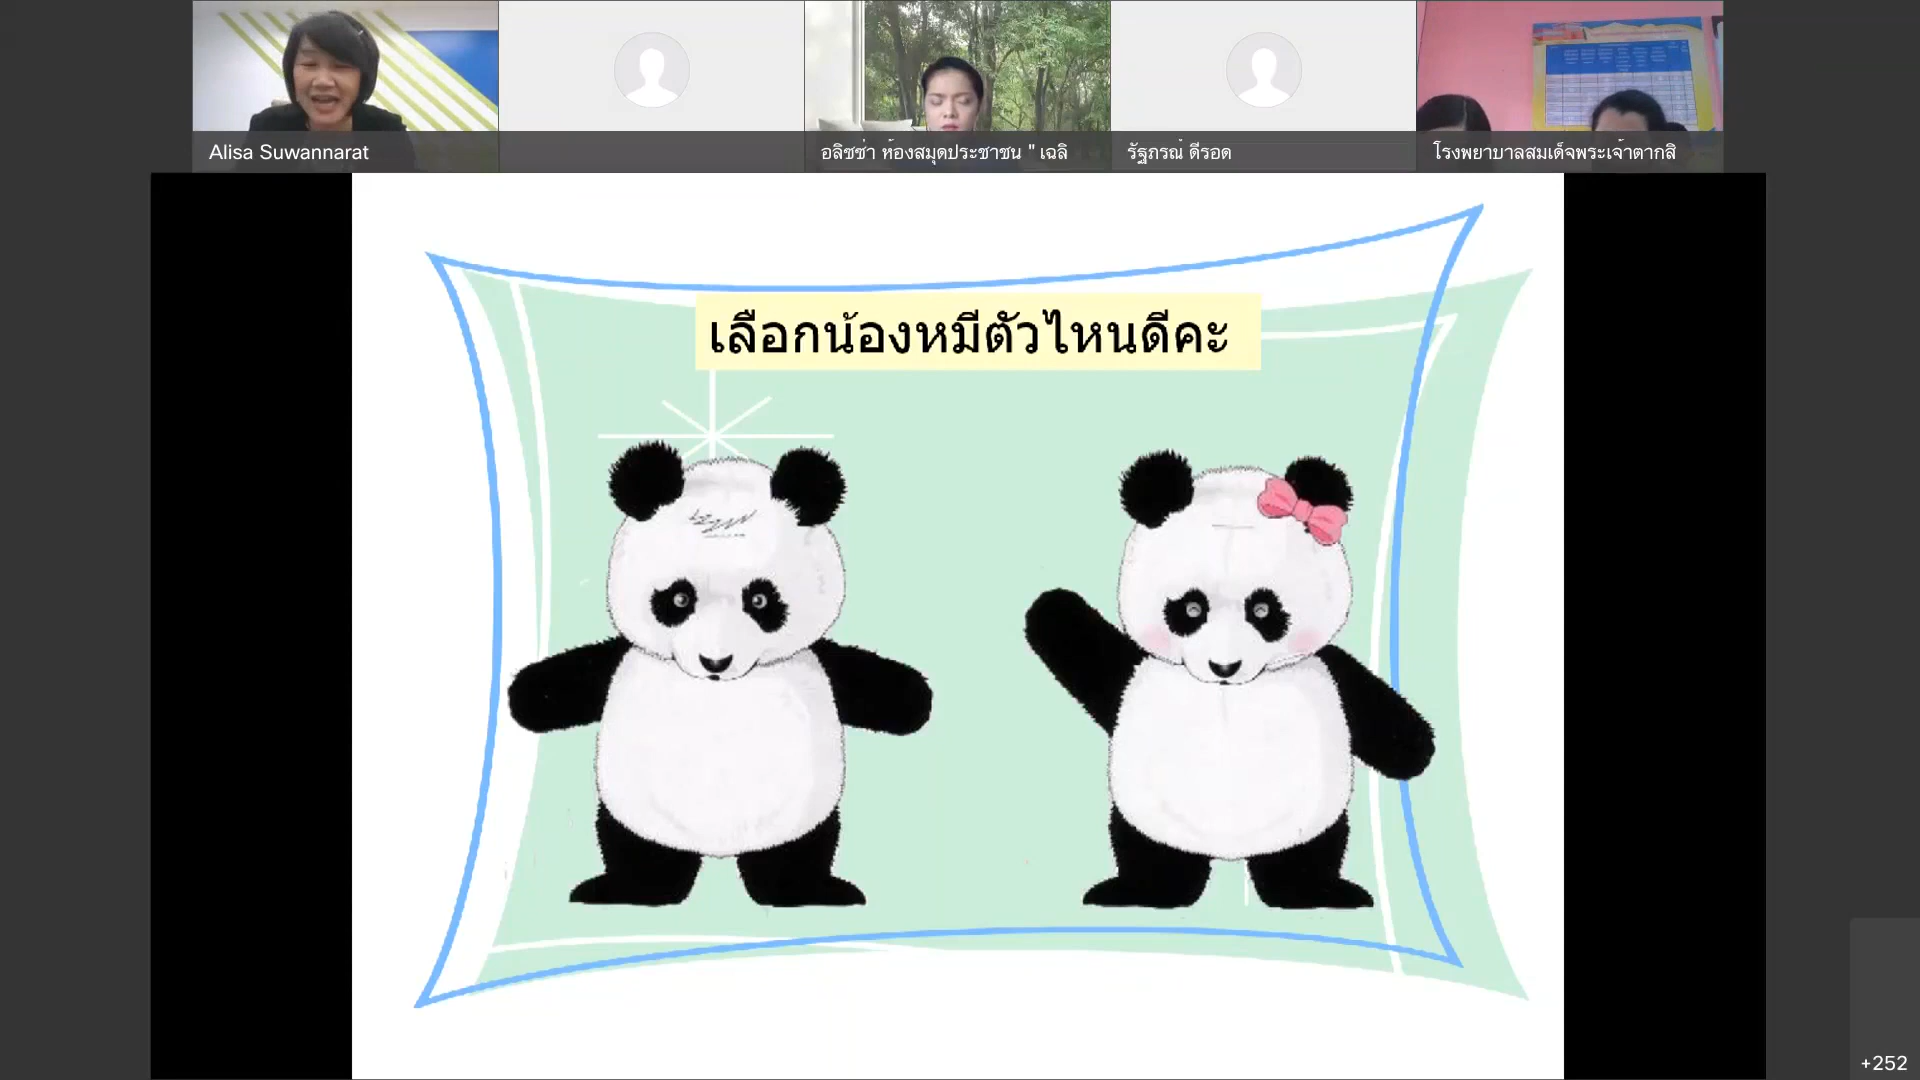 Alisa Suwannarat
อลิซซ่า ห้องสมุดประชาชน " เฉลิ
รัฐภรณ์ ดีรอด
โรงพยาบาลสมเด็จพระเจ้าตากสิ
เลือกน้องหมีตัวไหนดีคะ
+252